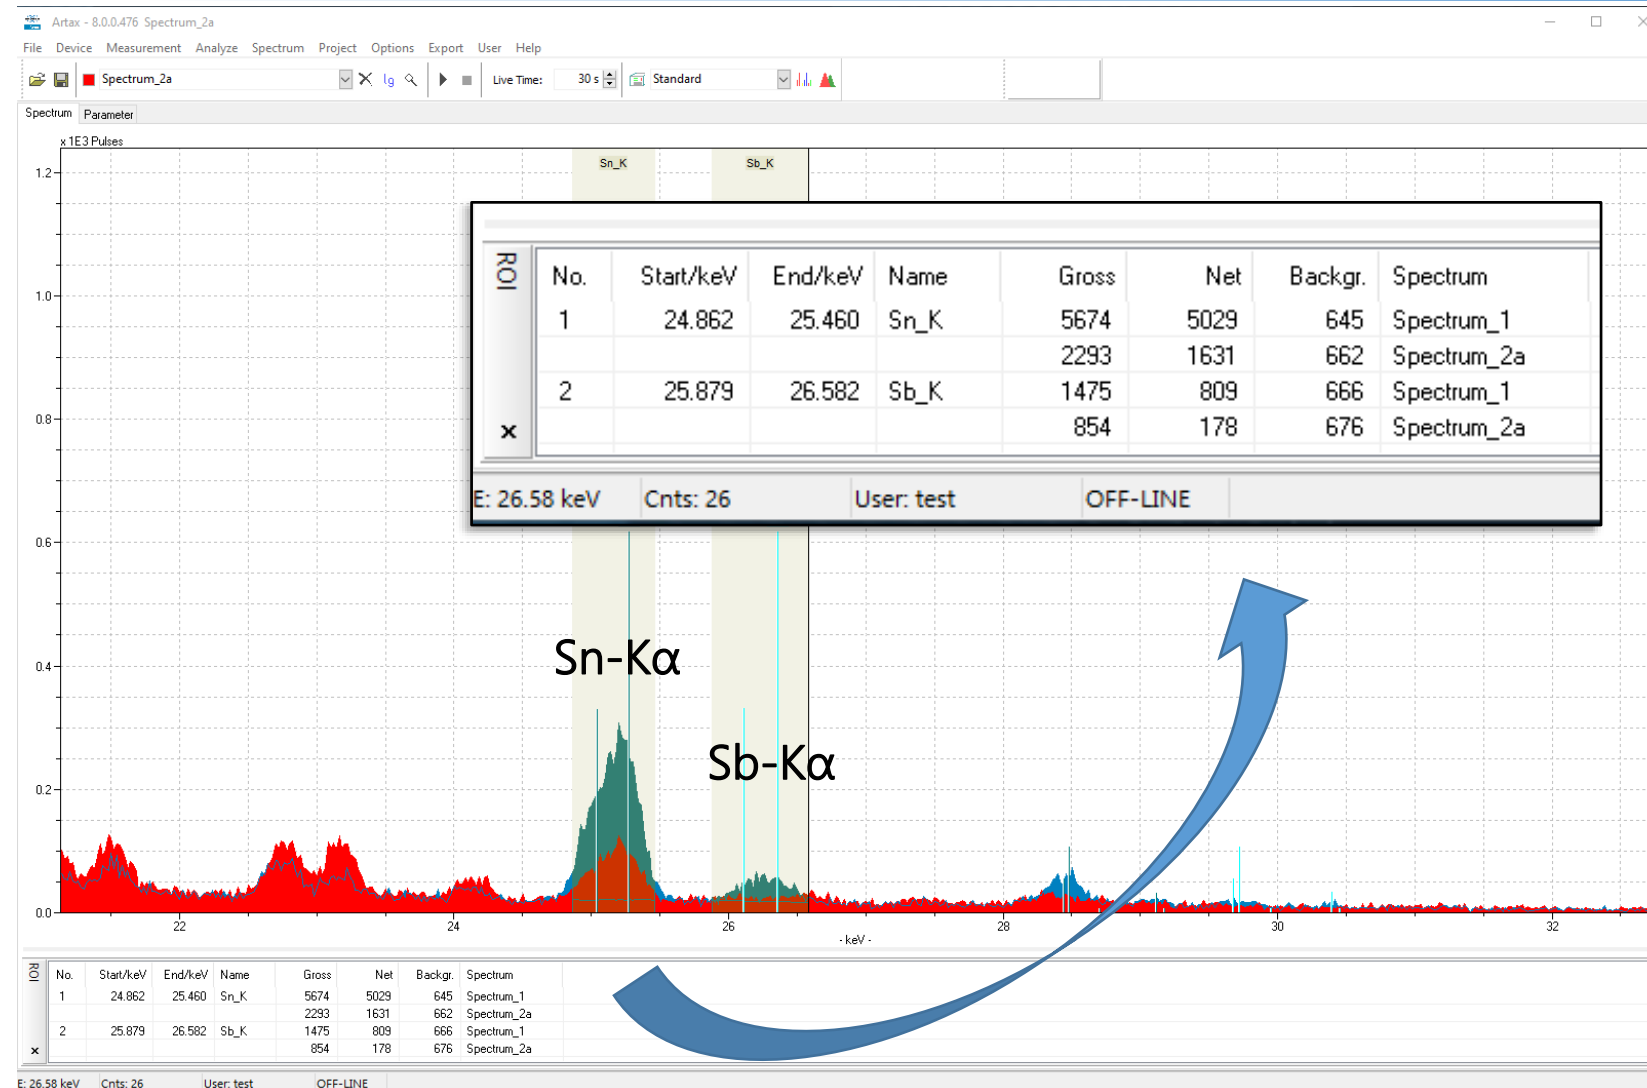 Artax - 8.0.0.476 Spectrum_2a
File Device Measurement Analyze Spectrum Project Options Export User Help
Spectrum_2a lg Live Time: 30 s Standard
Spectrum Parameter
x 1E3 Pulses
Sn_K Sb_K
1.2
1.0
0.8
0.6
0.4
0.2
0.0
ROI
No. Start/keV End/keV Name Gross Net Backgr. Spectrum
1 24.862 25.460 Sn_K 5674 5029 645 Spectrum_1
2293 1631 662 Spectrum_2a
2 25.879 26.582 Sb_K 1475 809 666 Spectrum_1
854 178 676 Spectrum_2a
E: 26.58 keV Cnts: 26 User: test OFF-LINE
Sn-Kα
Sb-Kα
22 24 26 28 30 32
- keV -
ROI
No. Start/keV End/keV Name Gross Net Backgr. Spectrum
1 24.862 25.460 Sn_K 5674 5029 645 Spectrum_1
2293 1631 662 Spectrum_2a
2 25.879 26.582 Sb_K 1475 809 666 Spectrum_1
854 178 676 Spectrum_2a
E: 26.58 keV Cnts: 26 User: test OFF-LINE